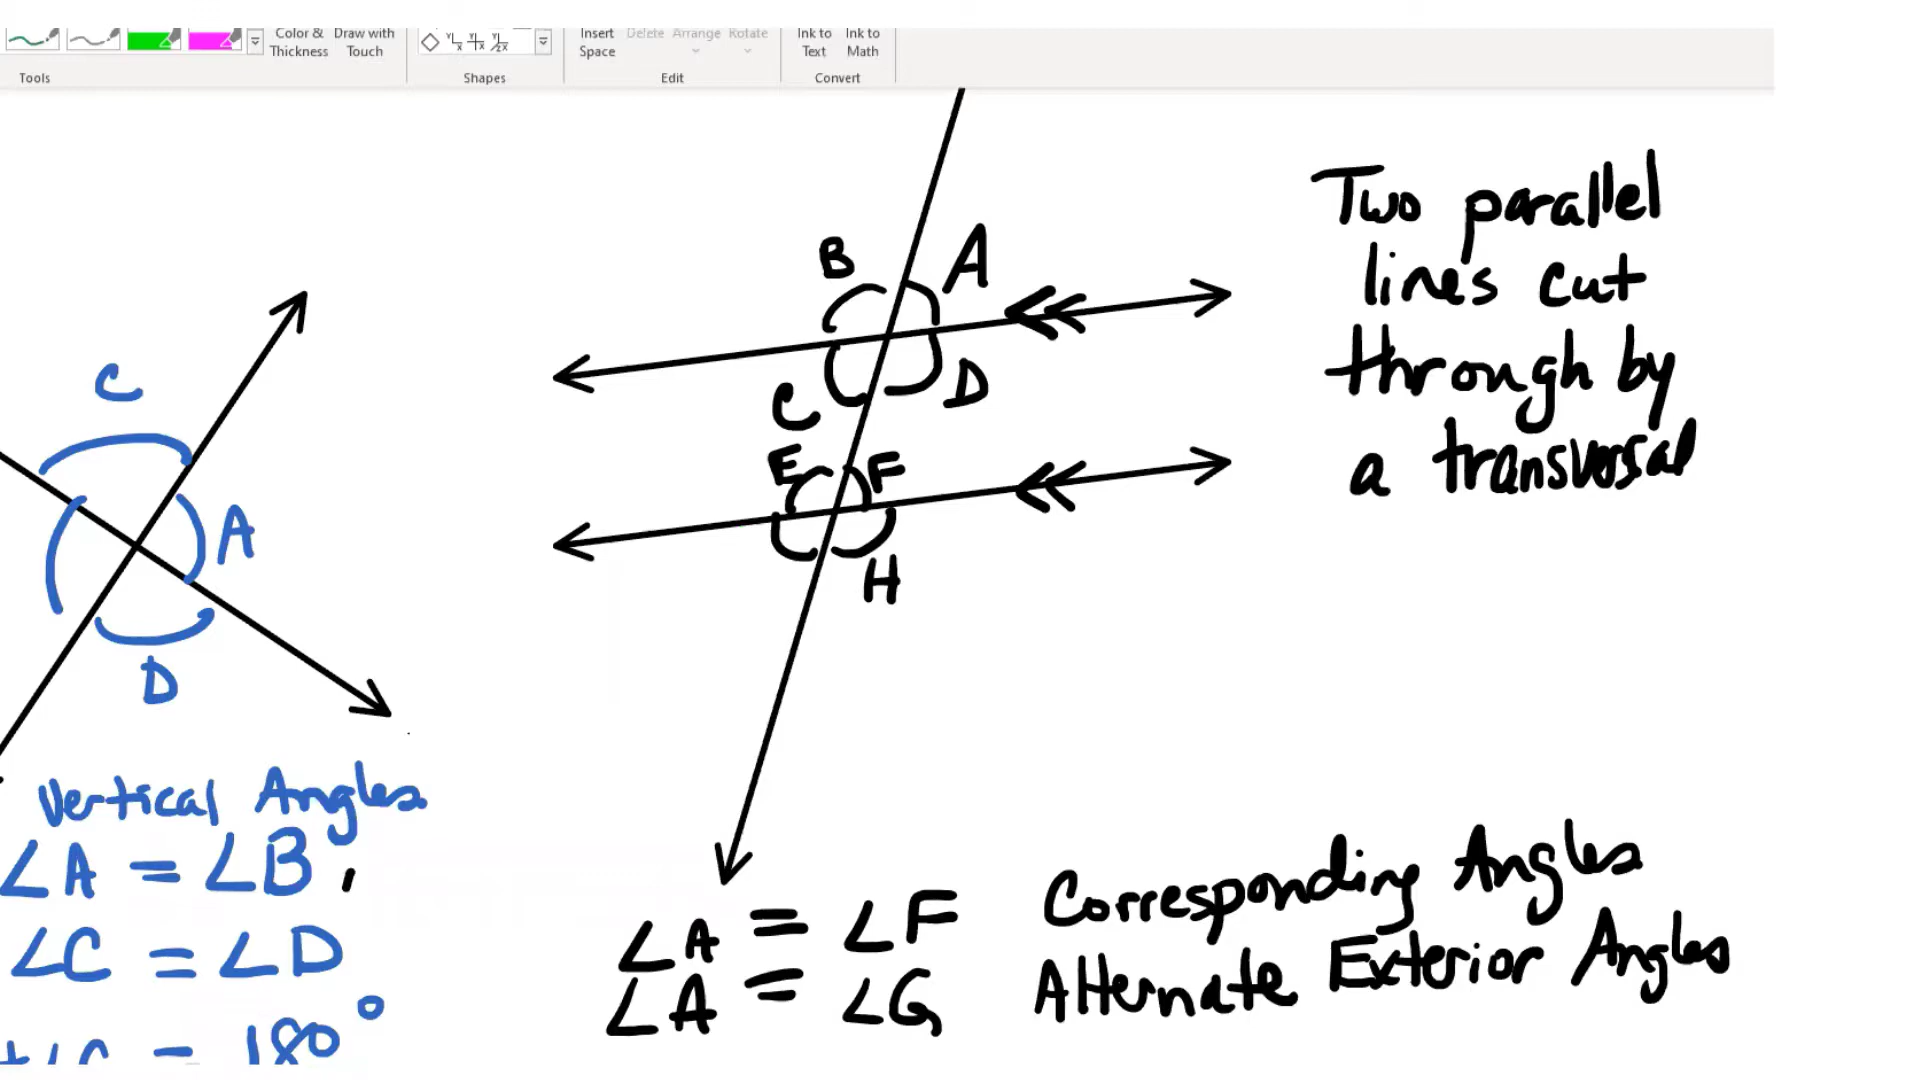 Color & Thickness
Draw with Touch
Insert Space
Delete
Arrange
Rotate
Ink to Text
Ink to Math
Tools
Shapes
Edit
Convert
C
A
D
Vertical Angles
∠A = ∠B,
∠C = ∠D
= 180°
B
A
C
D
E
F
H
Two parallel
lines cut
through by
a transversal
∠A = ∠F Corresponding Angles
∠A = ∠G Alternate Exterior Angles